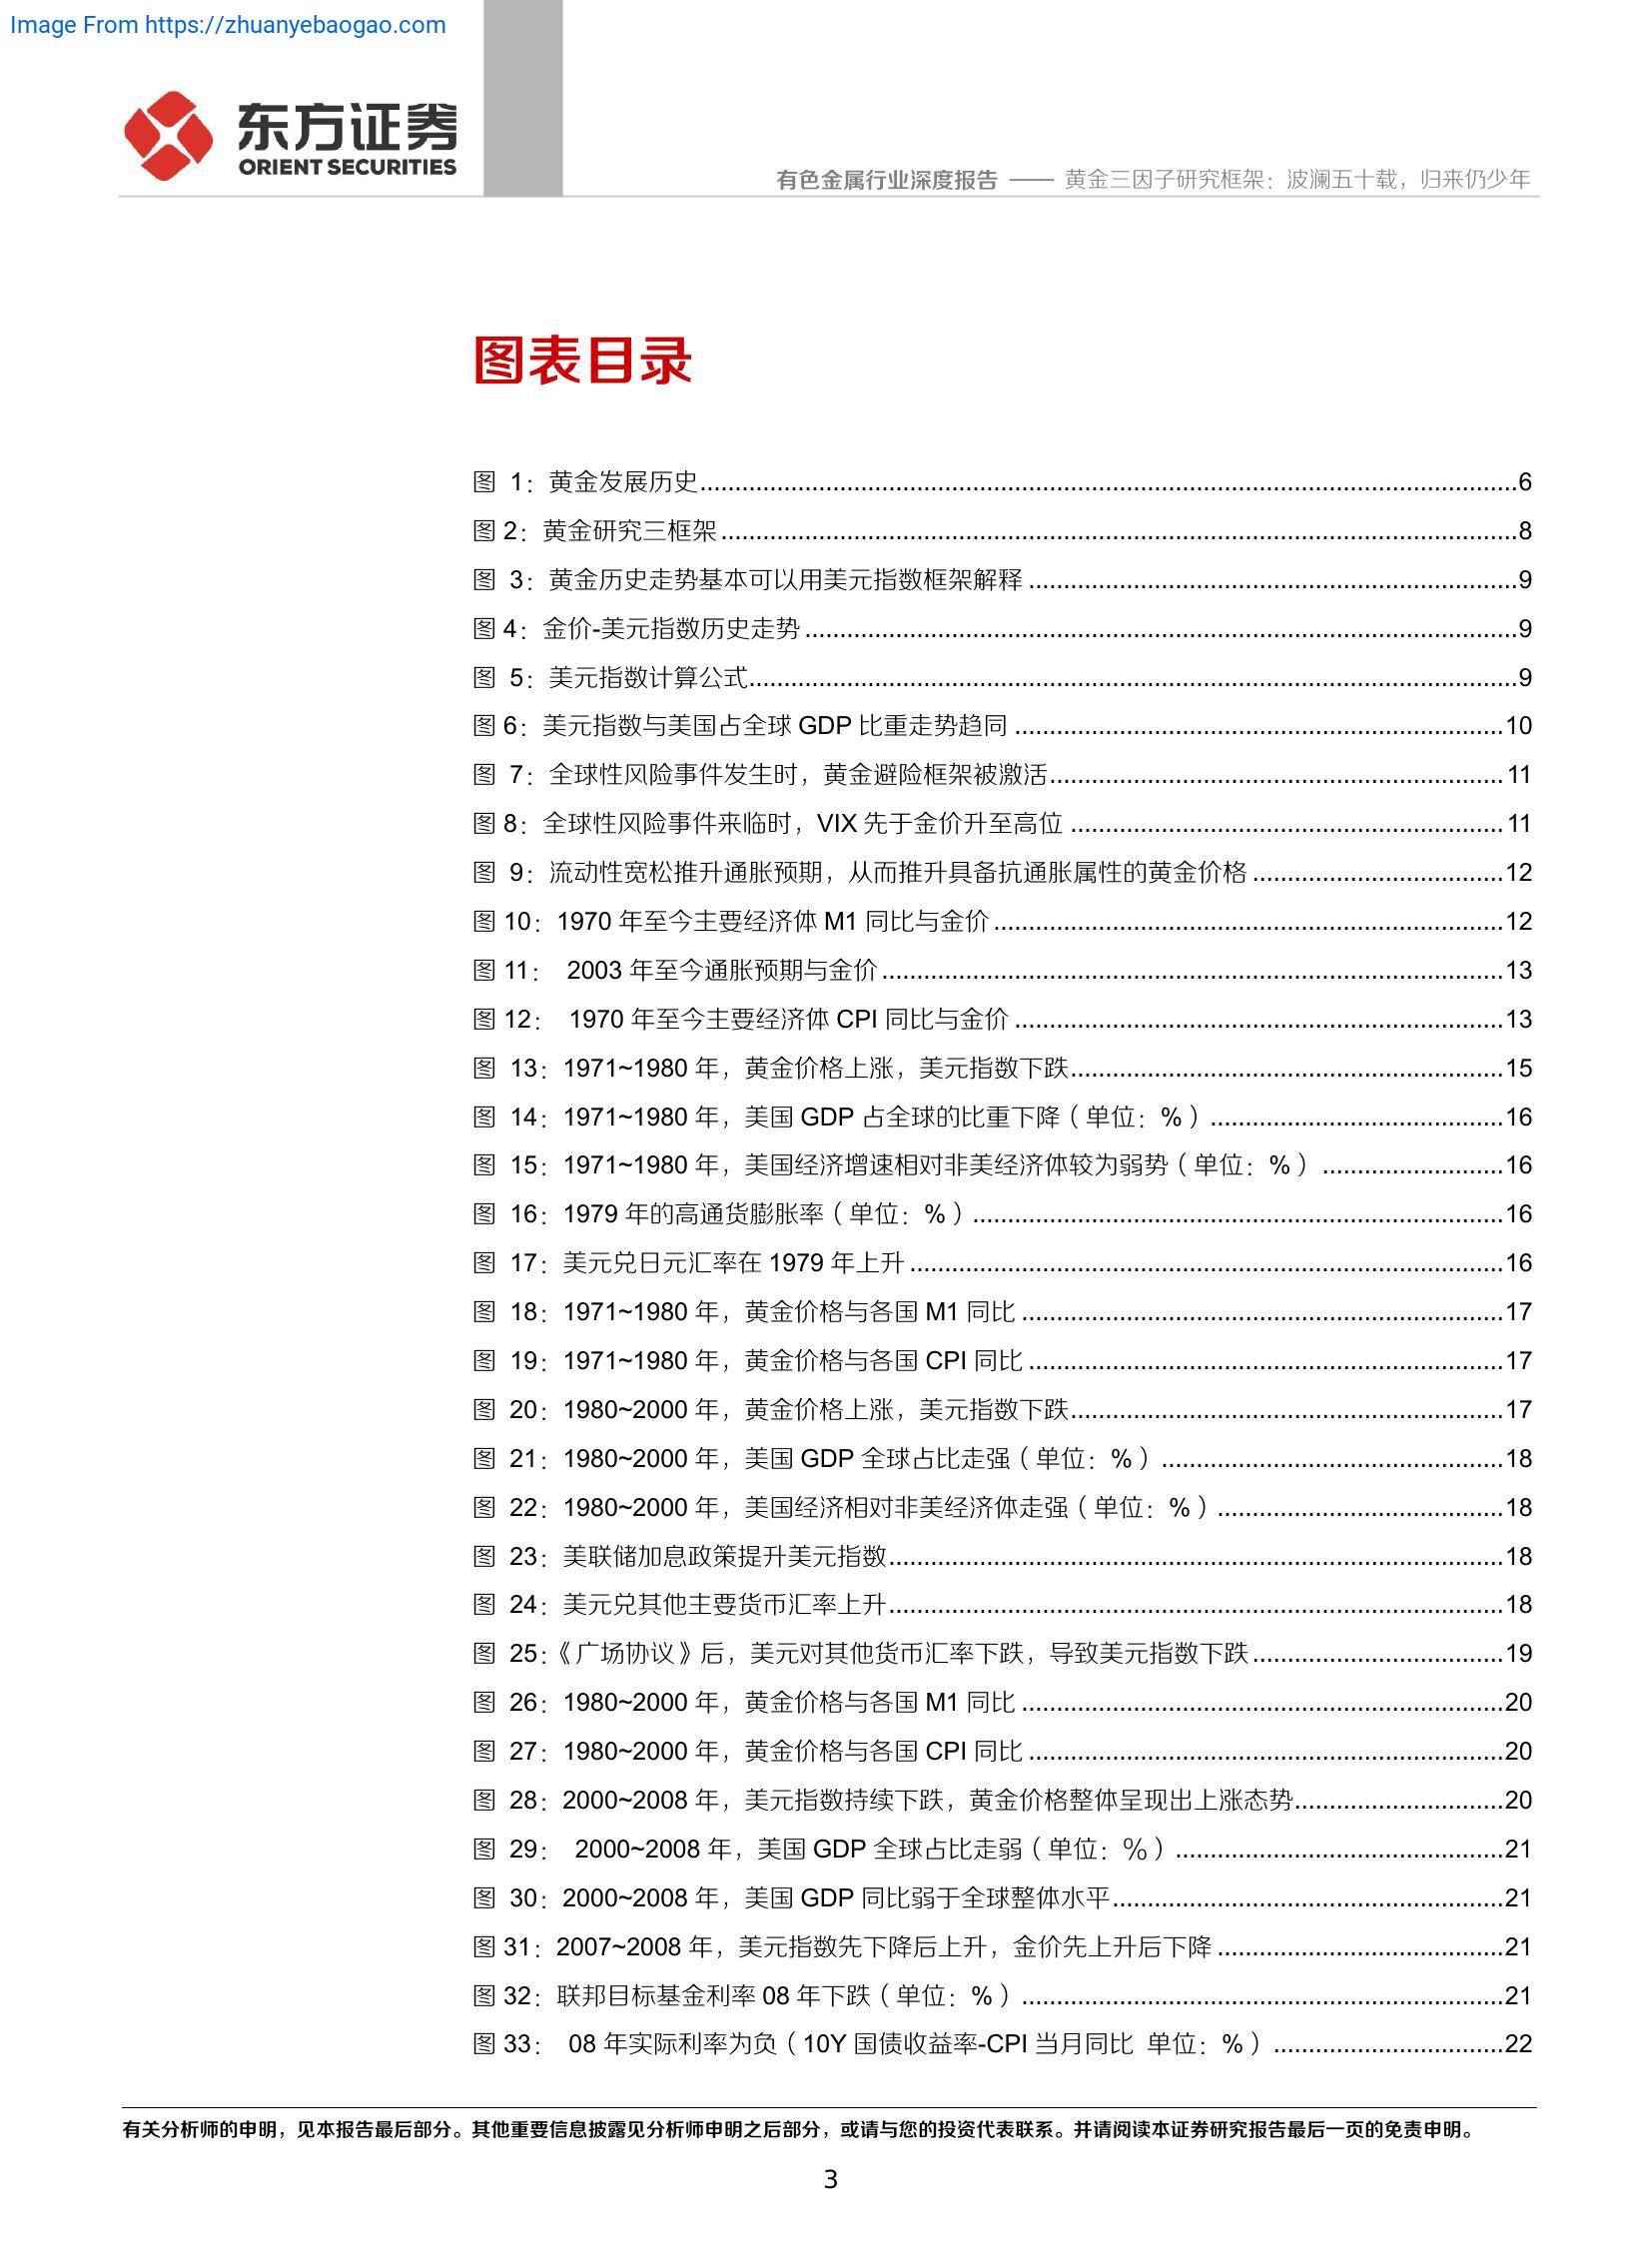 Image From https://zhuanyebaogao.com
东方证券
ORIENT SECURITIES
有色金属行业深度报告 —— 黄金三因子研究框架：波澜五十载，归来仍少年
图表目录
图 1：黄金发展历史........................6
图 2：黄金研究三框架........................8
图 3：黄金历史走势基本可以用美元指数框架解释........................9
图 4：金价-美元指数历史走势........................9
图 5：美元指数计算公式........................9
图 6：美元指数与美国占全球 GDP 比重走势趋同........................10
图 7：全球性风险事件发生时，黄金避险框架被激活........................11
图 8：全球性风险事件来临时，VIX 先于金价升至高位........................11
图 9：流动性宽松推升通胀预期，从而推升具备抗通胀属性的黄金价格........................12
图 10：1970 年至今主要经济体 M1 同比与金价........................12
图 11： 2003 年至今通胀预期与金价........................13
图 12： 1970 年至今主要经济体 CPI 同比与金价........................13
图 13：1971~1980 年，黄金价格上涨，美元指数下跌........................15
图 14：1971~1980 年，美国 GDP 占全球的比重下降（单位：%）........................16
图 15：1971~1980 年，美国经济增速相对非美经济体较为弱势（单位：%）........................16
图 16：1979 年的高通货膨胀率（单位：%）........................16
图 17：美元兑日元汇率在 1979 年上升........................16
图 18：1971~1980 年，黄金价格与各国 M1 同比........................17
图 19：1971~1980 年，黄金价格与各国 CPI 同比........................17
图 20：1980~2000 年，黄金价格上涨，美元指数下跌........................17
图 21：1980~2000 年，美国 GDP 全球占比走强（单位：%）........................18
图 22：1980~2000 年，美国经济相对非美经济体走强（单位：%）........................18
图 23：美联储加息政策提升美元指数........................18
图 24：美元兑其他主要货币汇率上升........................18
图 25：《广场协议》后，美元对其他货币汇率下跌，导致美元指数下跌........................19
图 26：1980~2000 年，黄金价格与各国 M1 同比........................20
图 27：1980~2000 年，黄金价格与各国 CPI 同比........................20
图 28：2000~2008 年，美元指数持续下跌，黄金价格整体呈现出上涨态势........................20
图 29： 2000~2008 年，美国 GDP 全球占比走弱（单位：%）........................21
图 30：2000~2008 年，美国 GDP 同比弱于全球整体水平........................21
图 31：2007~2008 年，美元指数先下降后上升，金价先上升后下降........................21
图 32：联邦目标基金利率 08 年下跌（单位：%）........................21
图 33： 08 年实际利率为负（10Y 国债收益率-CPI 当月同比 单位：%）........................22
有关分析师的申明，见本报告最后部分。其他重要信息披露见分析师申明之后部分，或请与您的投资代表联系。并请阅读本证券研究报告最后一页的免责申明。
3